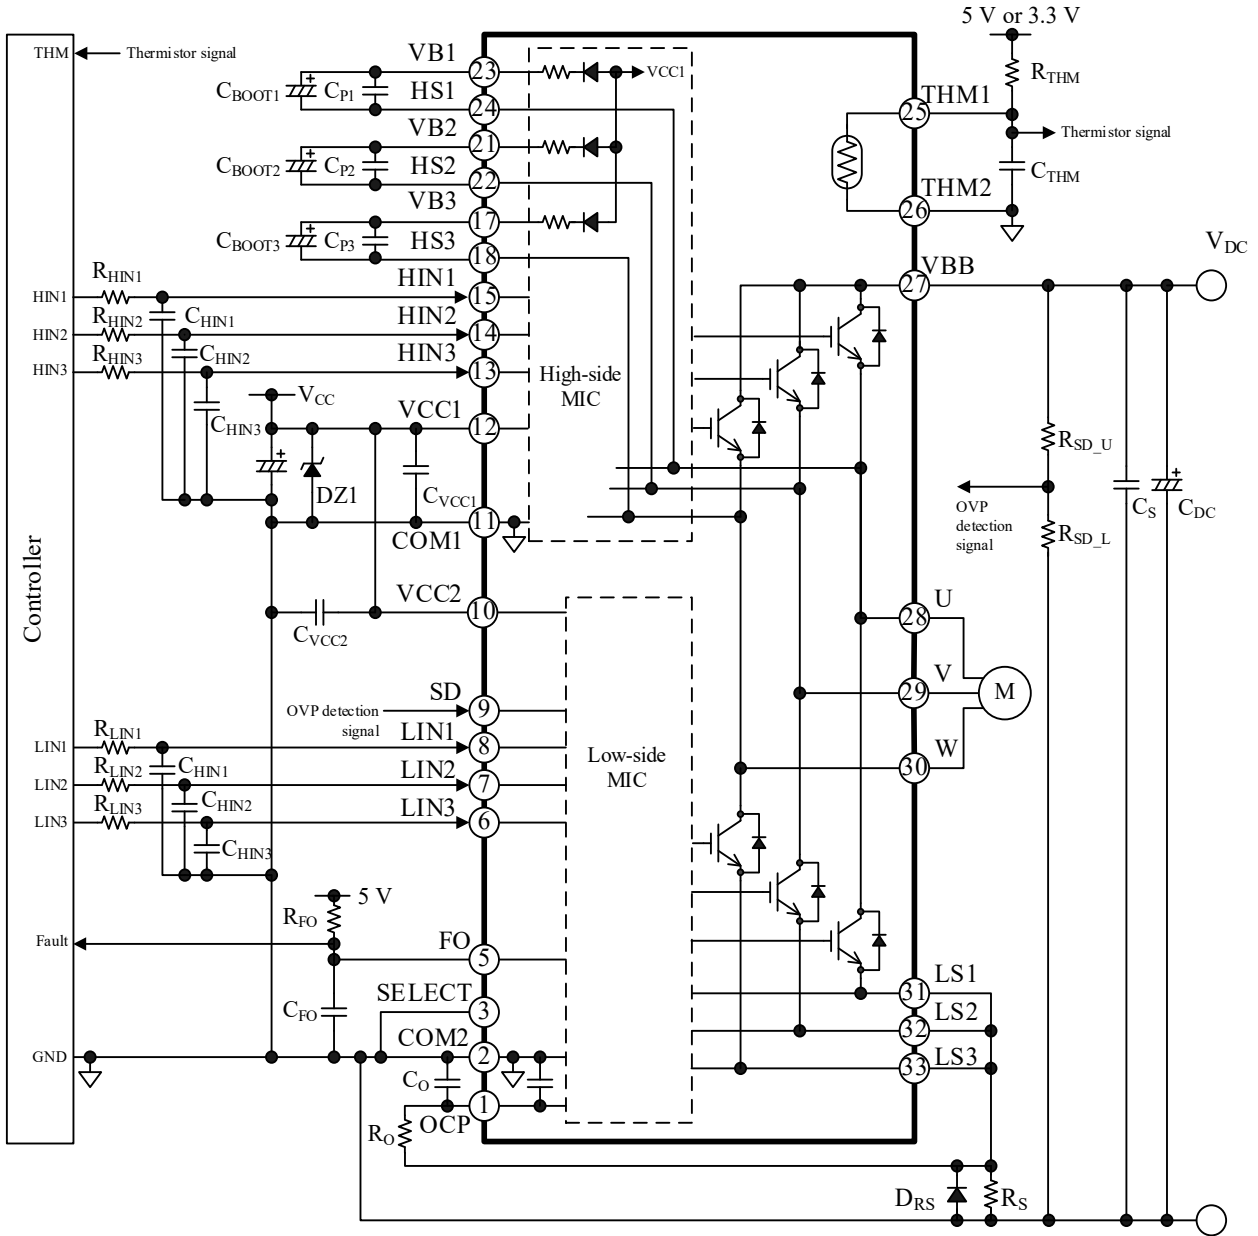 5 V or 3.3 V
THM
Thermistor signal
VB1
23
VCC1
R_THM
C_BOOT1
C_P1
HS1
24
THM1
25
Thermistor signal
VB2
21
C_BOOT2
C_P2
HS2
22
C_THM
THM2
26
VB3
17
C_BOOT3
C_P3
HS3
18
V_DC
VBB
27
R_HIN1
HIN1
HIN1
15
C_HIN1
R_HIN2
HIN2
HIN2
14
C_HIN2
R_HIN3
HIN3
HIN3
13
C_HIN3
High-side
MIC
V_CC
VCC1
12
DZ1
C_VCC1
COM1
11
R_SD_U
OVP
detection
signal
R_SD_L
C_S
C_DC
Controller
VCC2
10
C_VCC2
U
28
V
29
M
W
30
SD
9
OVP detection
signal
Low-side
MIC
R_LIN1
LIN1
LIN1
8
C_HIN1
R_LIN2
LIN2
LIN2
7
C_HIN2
R_LIN3
LIN3
LIN3
6
C_HIN3
5 V
R_FO
Fault
FO
5
SELECT
3
C_FO
LS1
31
LS2
32
LS3
33
GND
COM2
2
C_O
1
OCP
R_O
D_RS
R_S